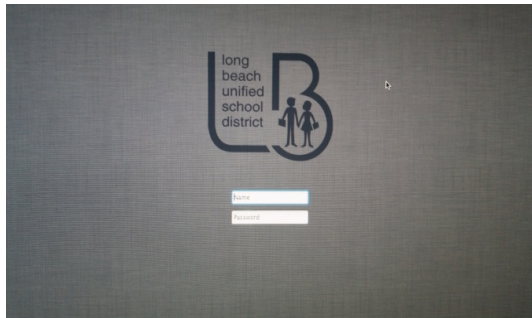 long
beach
unified
school
district
Name
Password